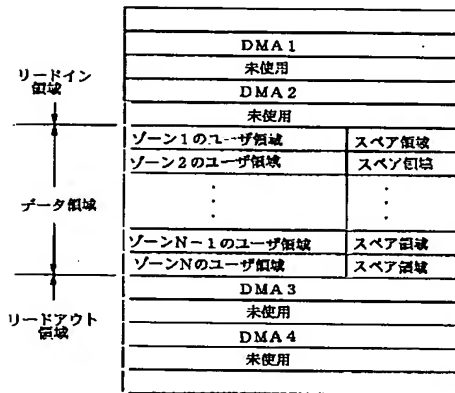 DMA1
未使用
DMA2
未使用
リードイン
領域
ゾーン1のユーザ領域 スペア領域
ゾーン2のユーザ領域 スペア領域
データ領域
ゾーンN-1のユーザ領域 スペア領域
ゾーンNのユーザ領域 スペア領域
リードアウト
領域
DMA3
未使用
DMA4
未使用